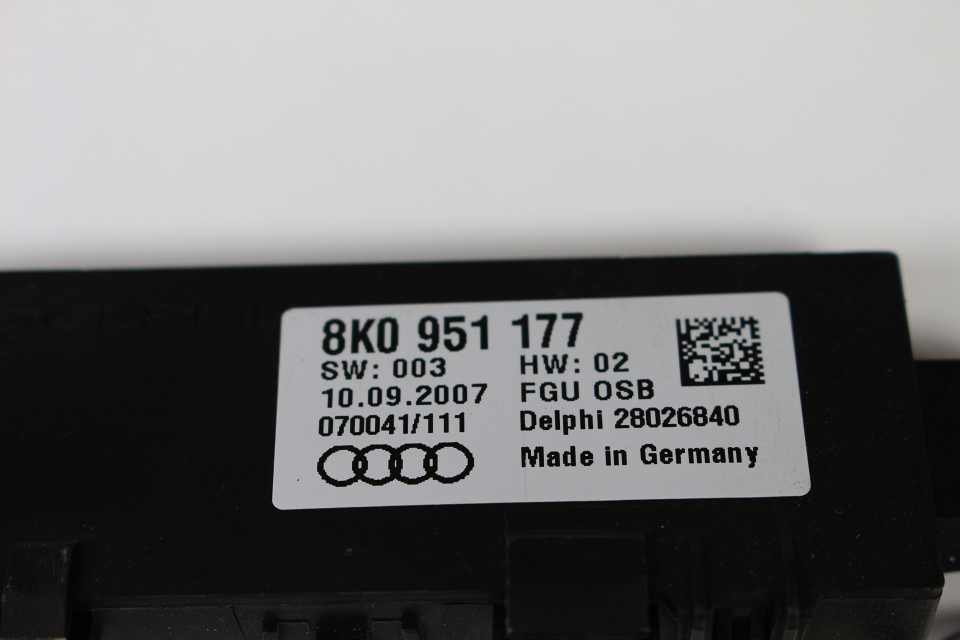 8K0 951 177
SW: 003 HW: 02
10.09.2007 FGU OSB
070041/111 Delphi 28026840
Made in Germany